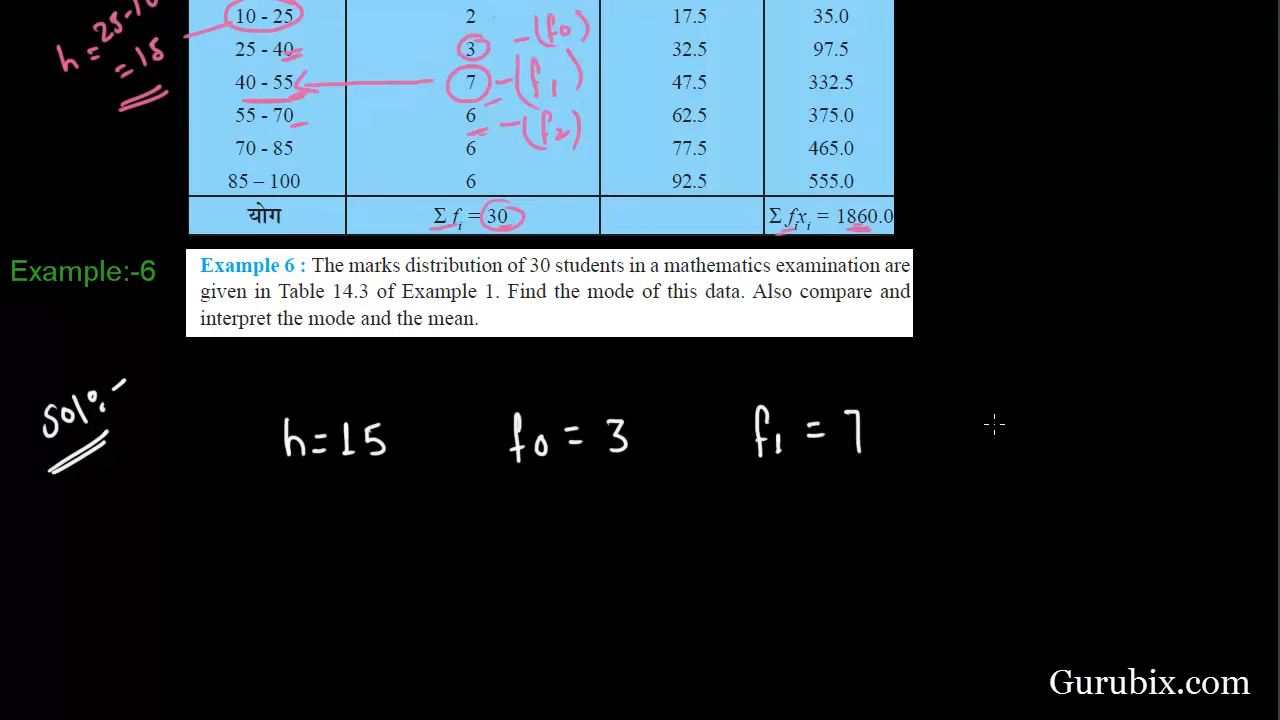 h = 25-10
= 15
10 - 25 2 17.5 35.0
25 - 40 3 - (f0) 32.5 97.5
40 - 55 7 - (f1) 47.5 332.5
55 - 70 6 - (f2) 62.5 375.0
70 - 85 6 77.5 465.0
85 – 100 6 92.5 555.0
योग Σ fi = 30 Σ fixi = 1860.0
Example:-6
Example 6 : The marks distribution of 30 students in a mathematics examination are
given in Table 14.3 of Example 1. Find the mode of this data. Also compare and
interpret the mode and the mean.
Sol:-
h = 15 f0 = 3 f1 = 7
Gurubix.com